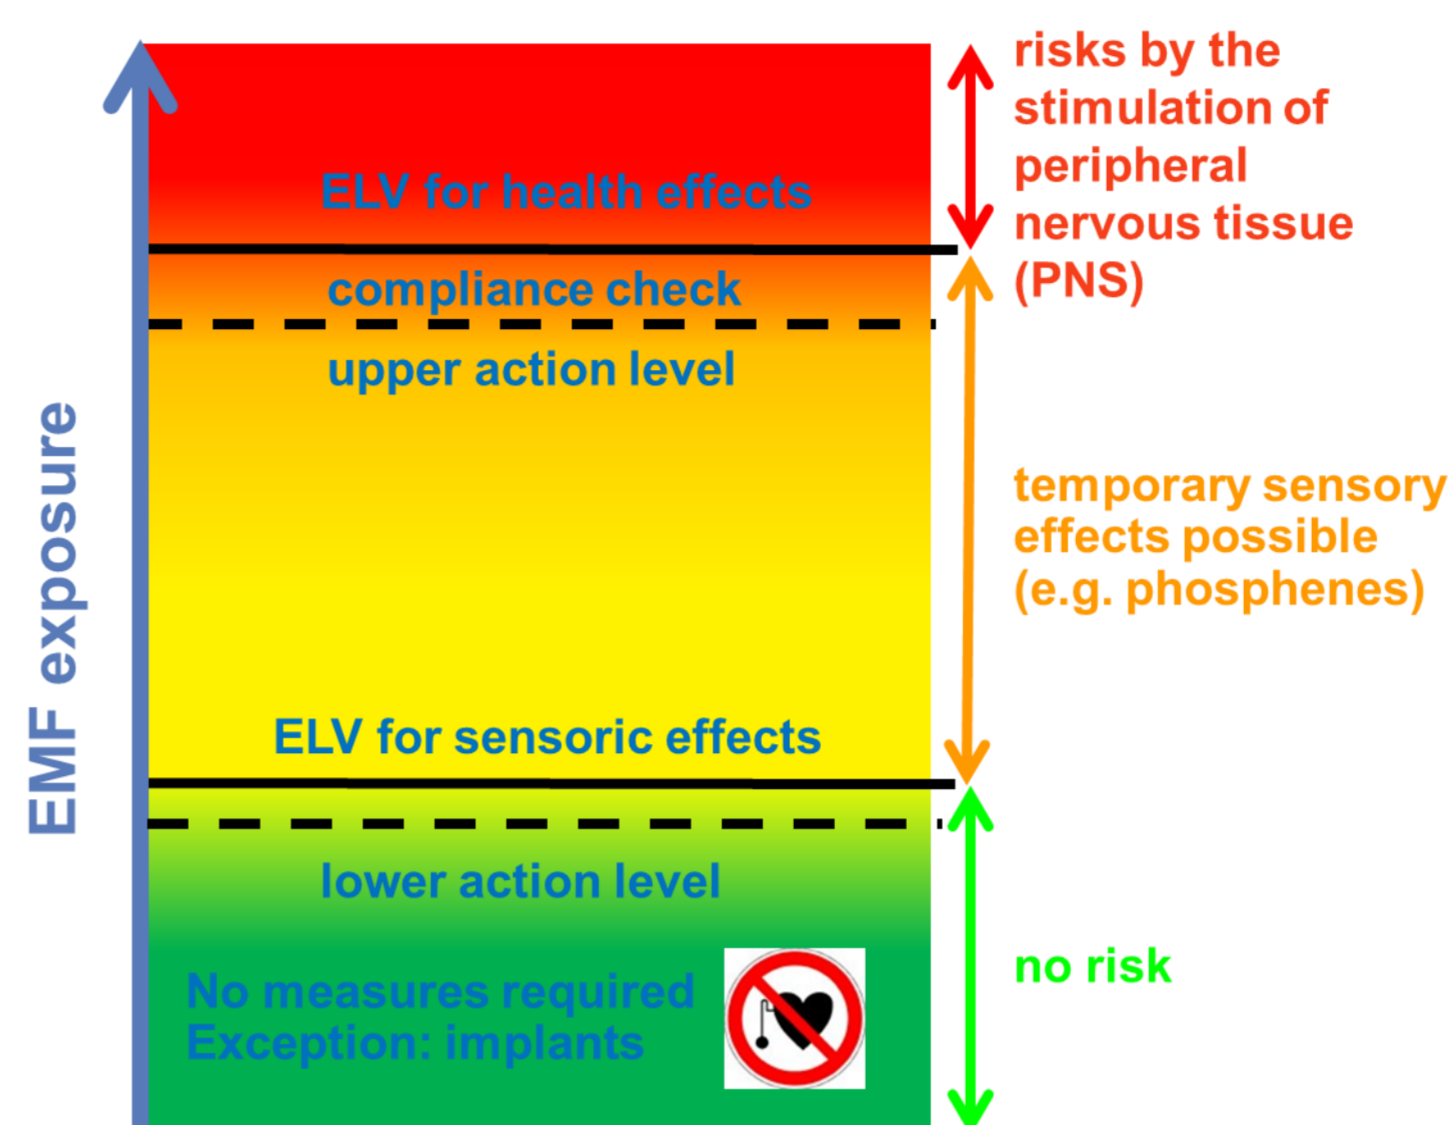 risks by the
stimulation of
peripheral
nervous tissue
(PNS)
ELV for health effects
compliance check
upper action level
EMF exposure
temporary sensory
effects possible
(e.g. phosphenes)
ELV for sensoric effects
lower action level
no risk
No measures required
Exception: implants